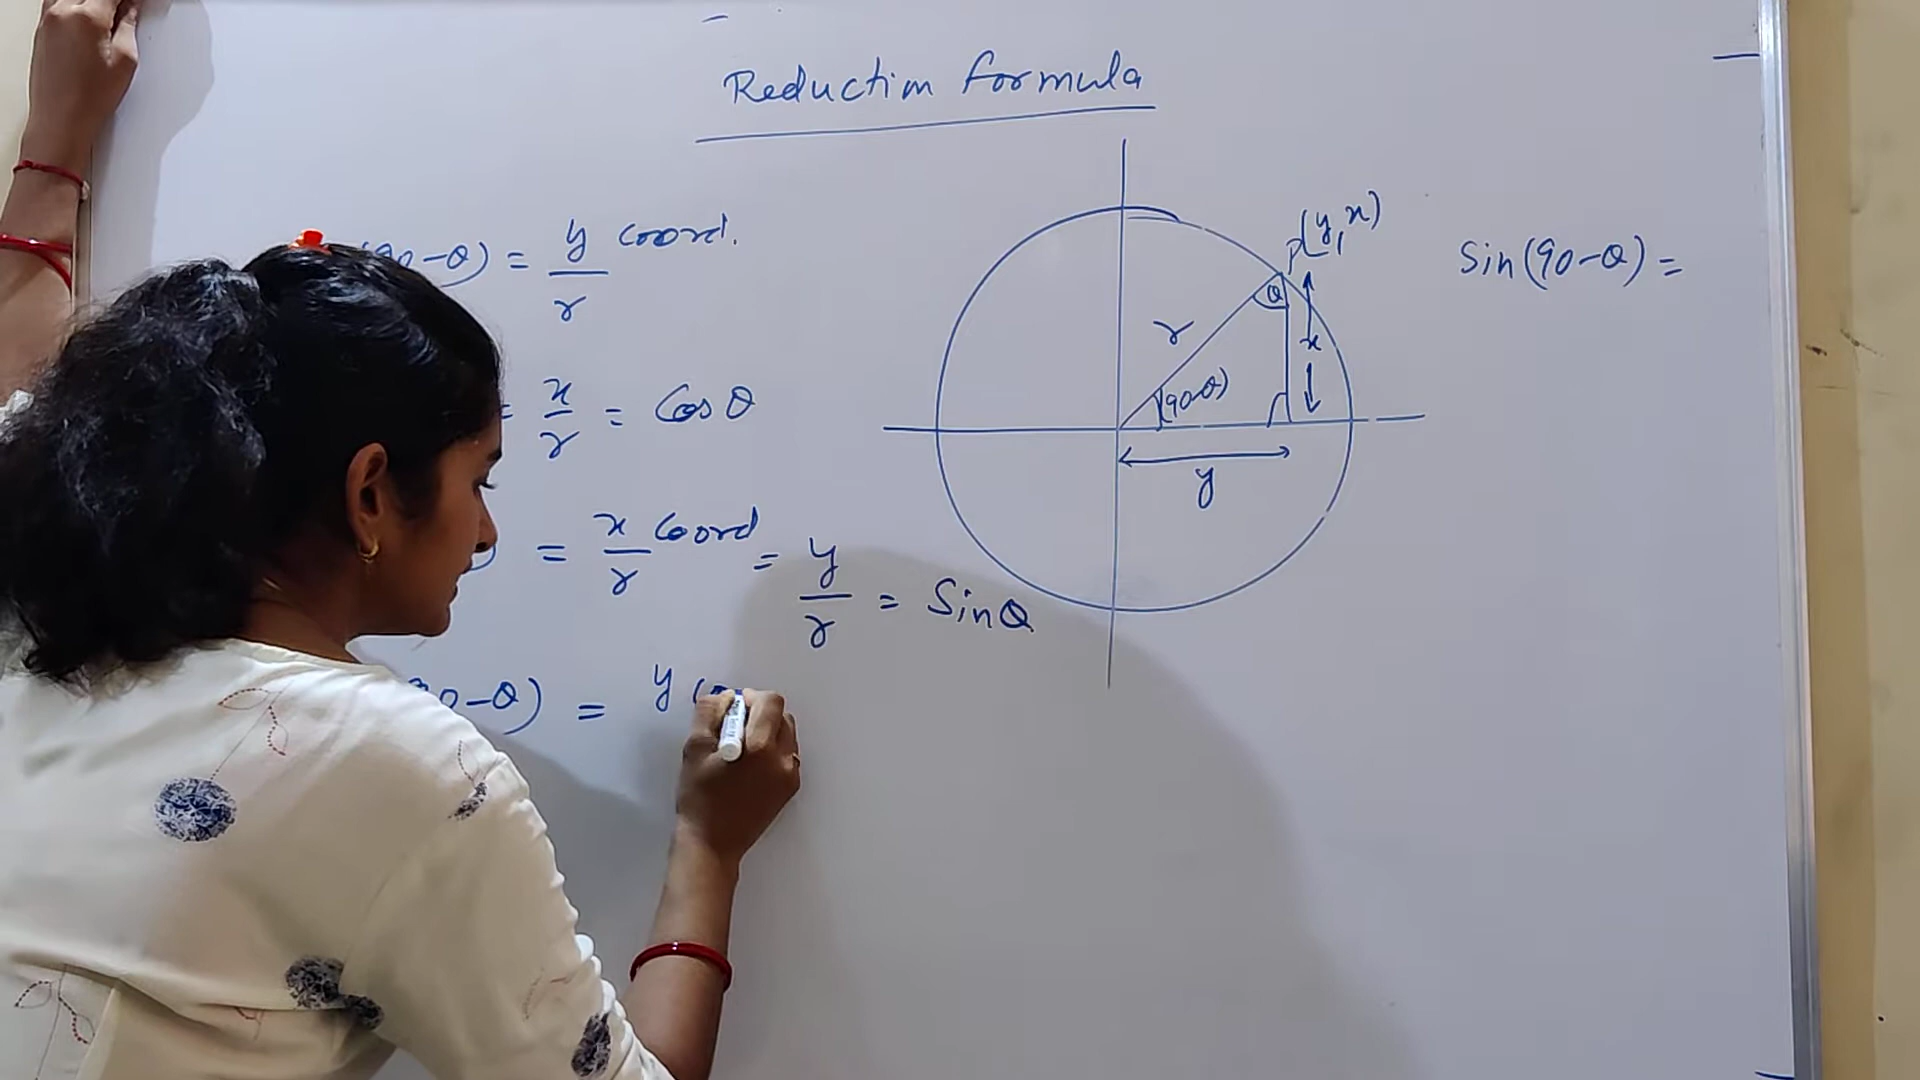 Reduction formula
(90-θ) = y coord. / r
= x/r = Cos θ
= x coord / r = y/r = Sin θ
90-θ) = y
P(y, x)
θ
r
x
(90-θ)
y
Sin(90-θ) =